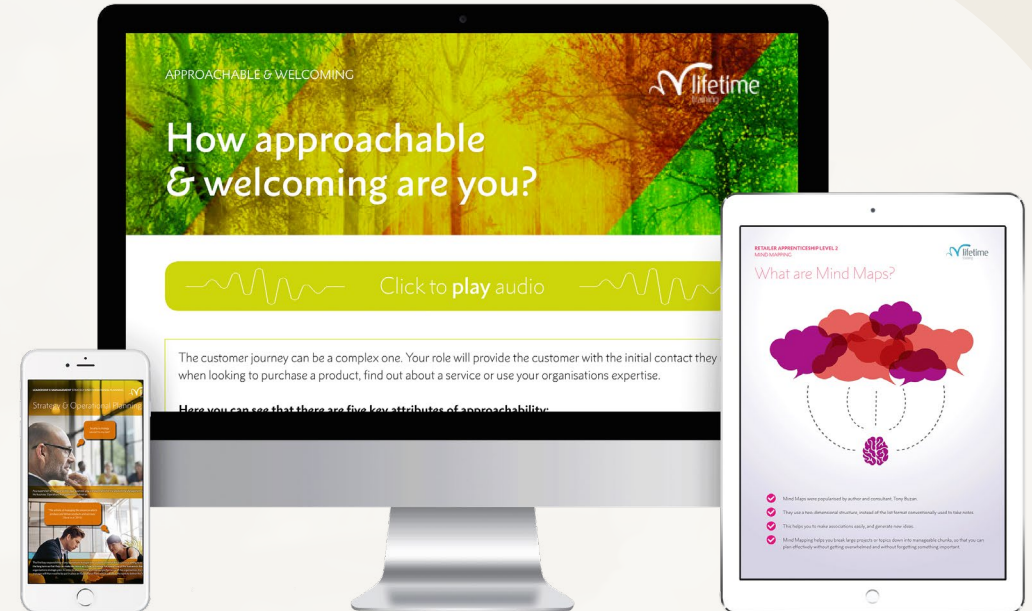 APPROACHABLE & WELCOMING
lifetime
training
How approachable
& welcoming are you?
Click to play audio
The customer journey can be a complex one. Your role will provide the customer with the initial contact they
when looking to purchase a product, find out about a service or use your organisations expertise.
Here you can see that there are five key attributes of approachability:
Strategy & Operational Planning
RETAILER APPRENTICESHIP LEVEL 2
MIND MAPPING
lifetime
What are Mind Maps?
Mind Maps were popularised by author and consultant, Tony Buzan.
They use a two-dimensional structure, instead of the list format conventionally used to take notes.
This helps you to make associations easily, and generate new ideas.
Mind Mapping helps you break large projects or topics down into manageable chunks, so that you can
plan effectively without getting overwhelmed and without forgetting something important.